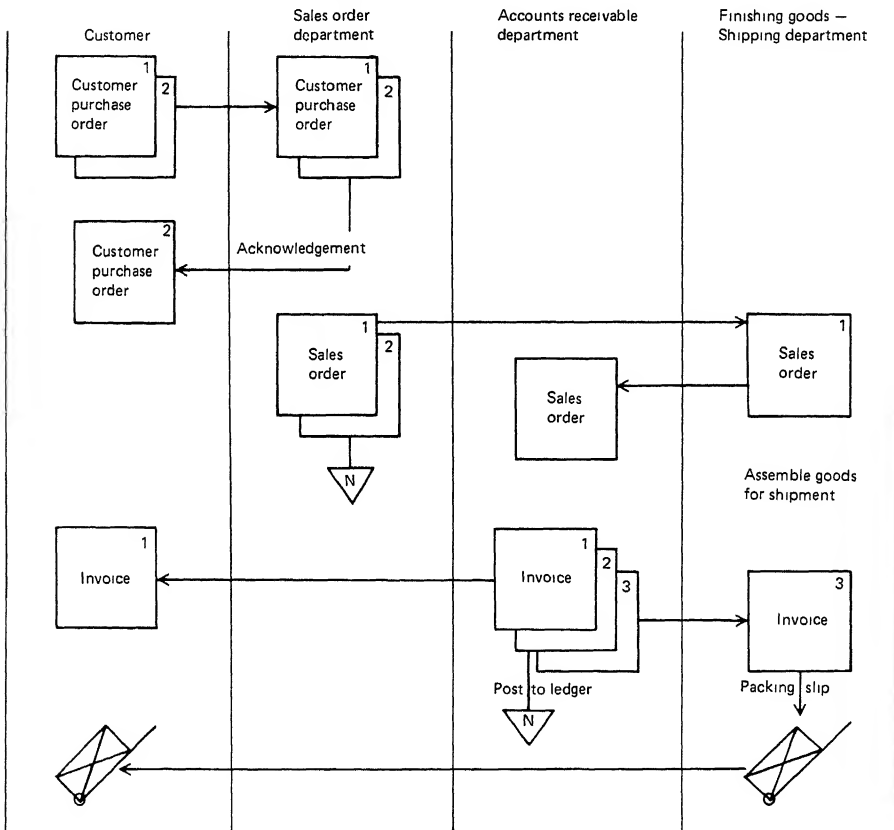 Customer
Sales order
department
Accounts receivable
department
Finishing goods —
Shipping department
1
Customer
purchase
order
2
1
Customer
purchase
order
2
2
Customer
purchase
order
Acknowledgement
1
Sales
order
2
N
Sales
order
1
Sales
order
Assemble goods
for shipment
1
Invoice
1
Invoice
2
3
3
Invoice
Post to ledger
N
Packing slip